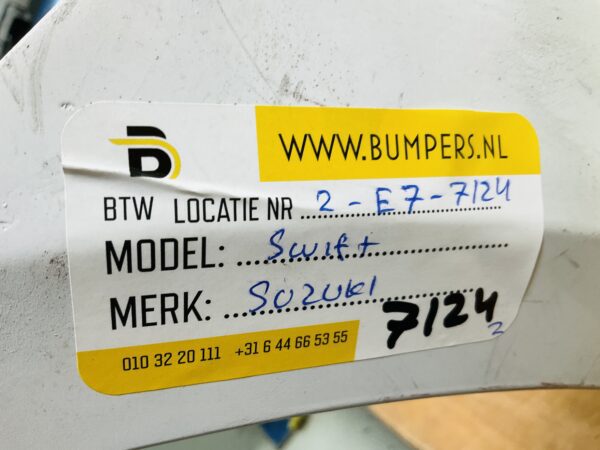 B
WWW.BUMPERS.NL
BTW LOCATIE NR 2 - E7 - 7124
MODEL: Swift
MERK: SUZUKI
7124
2
010 32 20 111 +31 6 44 66 53 55